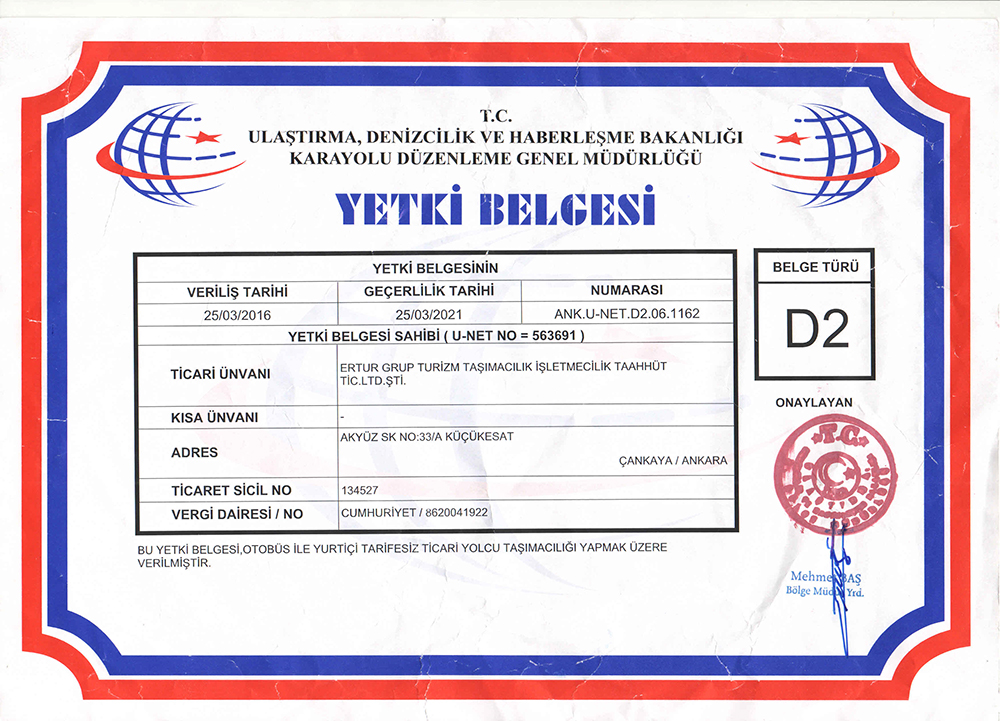 T.C.
ULAŞTIRMA, DENİZCİLİK VE HABERLEŞME BAKANLIĞI
KARAYOLU DÜZENLEME GENEL MÜDÜRLÜĞÜ
YETKİ BELGESİ
YETKİ BELGESİNİN
VERİLİŞ TARİHİ GEÇERLİLİK TARİHİ NUMARASI
25/03/2016 25/03/2021 ANK.U-NET.D2.06.1162
YETKİ BELGESİ SAHİBİ ( U-NET NO = 563691 )
TİCARİ ÜNVANI
ERTUR GRUP TURİZM TAŞIMACILIK İŞLETMECİLİK TAAHHÜT
TİC.LTD.ŞTİ.
KISA ÜNVANI -
ADRES
AKYÜZ SK NO:33/A KÜÇÜKESAT
ÇANKAYA / ANKARA
TİCARET SİCİL NO 134527
VERGİ DAİRESİ / NO CUMHURİYET / 8620041922
BU YETKİ BELGESİ,OTOBÜS İLE YURTİÇİ TARİFESİZ TİCARİ YOLCU TAŞIMACILIĞI YAPMAK ÜZERE
VERİLMİŞTİR.
BELGE TÜRÜ
D2
ONAYLAYAN
T.C.
Mehmet BAŞ
Bölge Müdür Yrd.